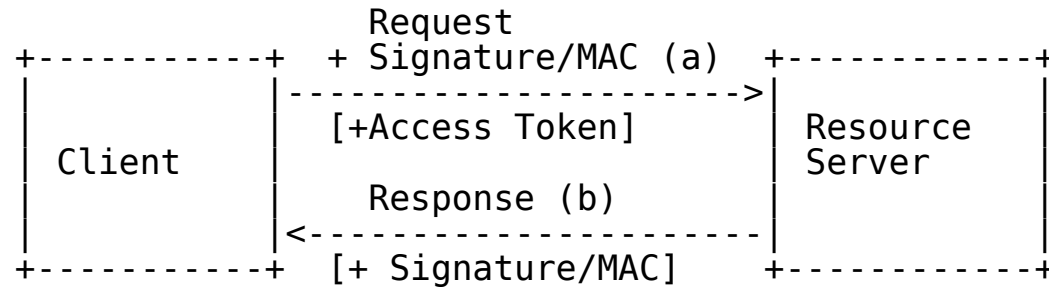 Request
+ Signature/MAC (a)
[+Access Token]
Resource
Client
Server
Response (b)
[+ Signature/MAC]